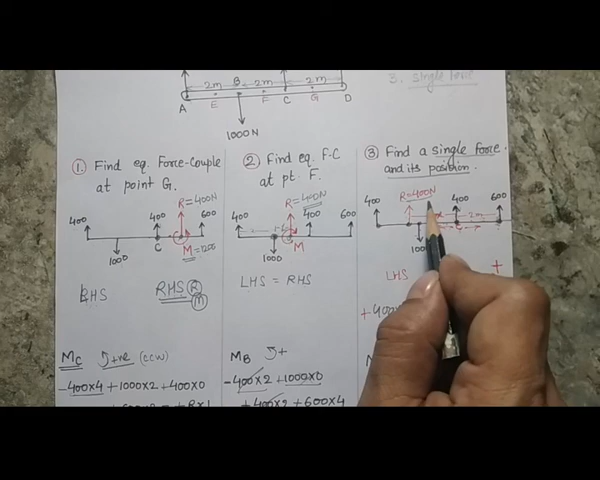 2m B 2m 2m
A E F C G D
1000N
3. Single force
① Find eq. Force-Couple
at point G.
R=400N
400 400 600
C
M=1200
1000
LHS RHS R
M
Mc +ve (ccw)
-400×4 + 1000×2 + 400×0
② Find eq. F-C
at pt. F.
R=400N
400 400 600
M
1000
LHS = RHS
MB +
-400×2 + 1000×0
+400×2 + 600×4
③ Find a single force
and its position.
R=400N
400 400 600
2m
LHS
+